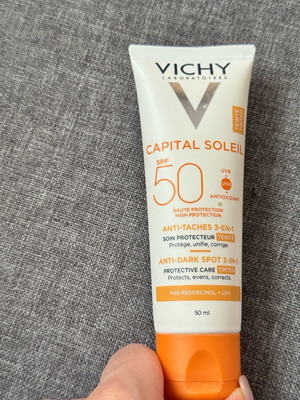 VICHY
LABORATOIRES
TEINTÉ
CAPITAL SOLEIL
SPF
50
UVB
+
UVA
+
ANTIOXIDANT
HAUTE PROTECTION
HIGH PROTECTION
ANTI-TACHES 3-EN-1
SOIN PROTECTEUR TEINTÉ
Protège, unifie, corrige.
ANTI-DARK SPOT 3-IN-1
PROTECTIVE CARE TINTED
Protects, evens, corrects.
PHE-RESORCINOL + LHA
50 ml